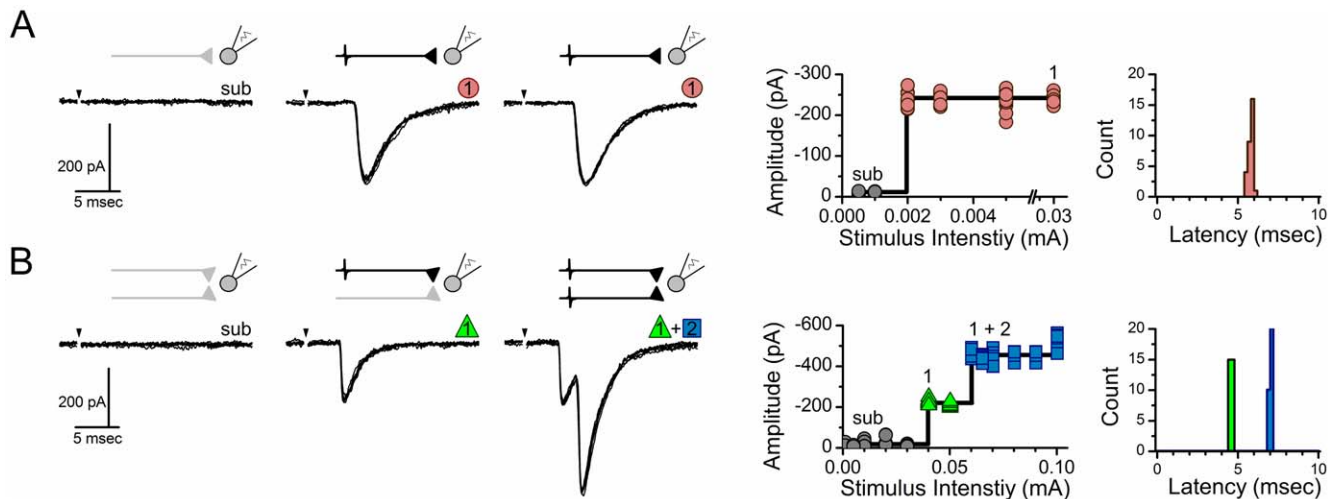 A
sub
1
1
200 pA
5 msec
Amplitude (pA)
-300
-200
-100
0
sub
1
0.000 0.002 0.004 0.03
Stimulus Intenstiy (mA)
Count
20
15
10
5
0
0 5 10
Latency (msec)
B
sub
1
1 + 2
200 pA
5 msec
Amplitude (pA)
-600
-400
-200
0
sub
1
1 + 2
0.00 0.05 0.10
Stimulus Intenstiy (mA)
Count
20
15
10
5
0
0 5 10
Latency (msec)